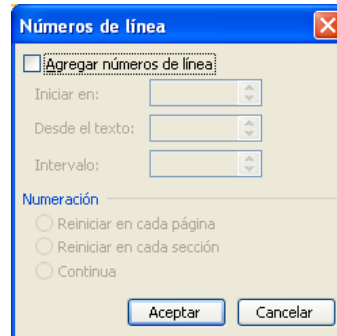 Números de línea
Agregar números de línea
Iniciar en:
Desde el texto:
Intervalo:
Numeración
Reiniciar en cada página
Reiniciar en cada sección
Continua
Aceptar
Cancelar